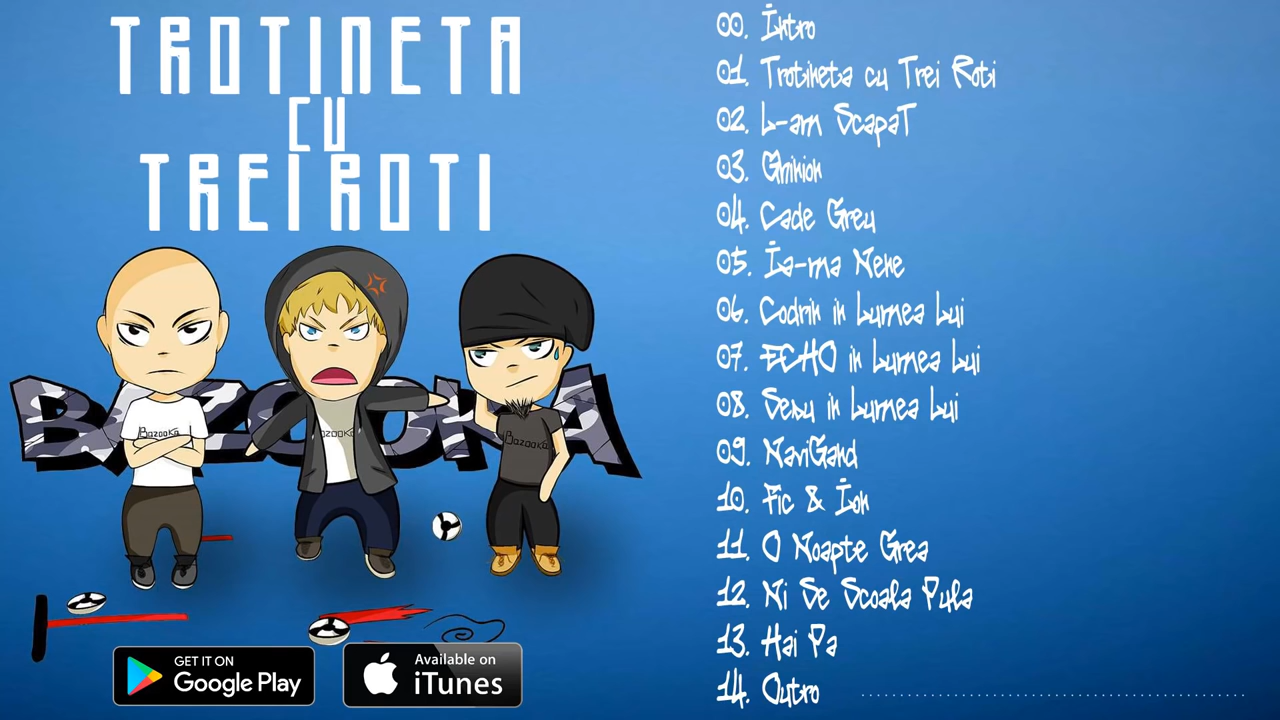 TROTINETA
CU
TREI ROTI
BAZOOKA
BazooKa
BazooKa
BazooKa
GET IT ON
Google Play
Available on
iTunes
00. Intro
01. Trotineta cu Trei Roti
02. L-am ScapaT
03. Ghinion
04. Cade Greu
05. Ia-ma Nene
06. Codrin in Lumea Lui
07. ECHO in Lumea Lui
08. Sesu in Lumea Lui
09. NaviGand
10. Fic & Ion
11. O Noapte Grea
12. Ni Se Scoala Pula
13. Hai Pa
14. Outro